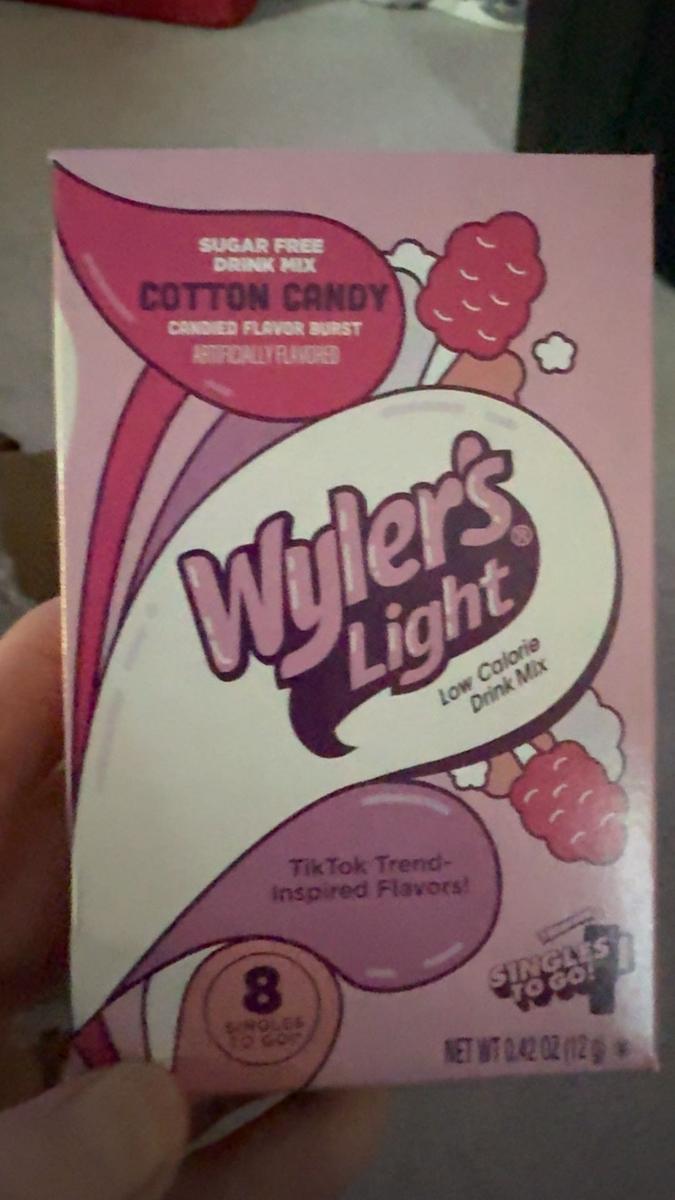 SUGAR FREE
DRINK MIX
COTTON CANDY
CANDIED FLAVOR BURST
ARTIFICIALLY FLAVORED
Wyler's®
Light
Low Calorie
Drink Mix
TikTok Trend-
Inspired Flavors!
8
SINGLES
TO GO!
SINGLES
TO GO!
NET WT 0.42 OZ (12 g)